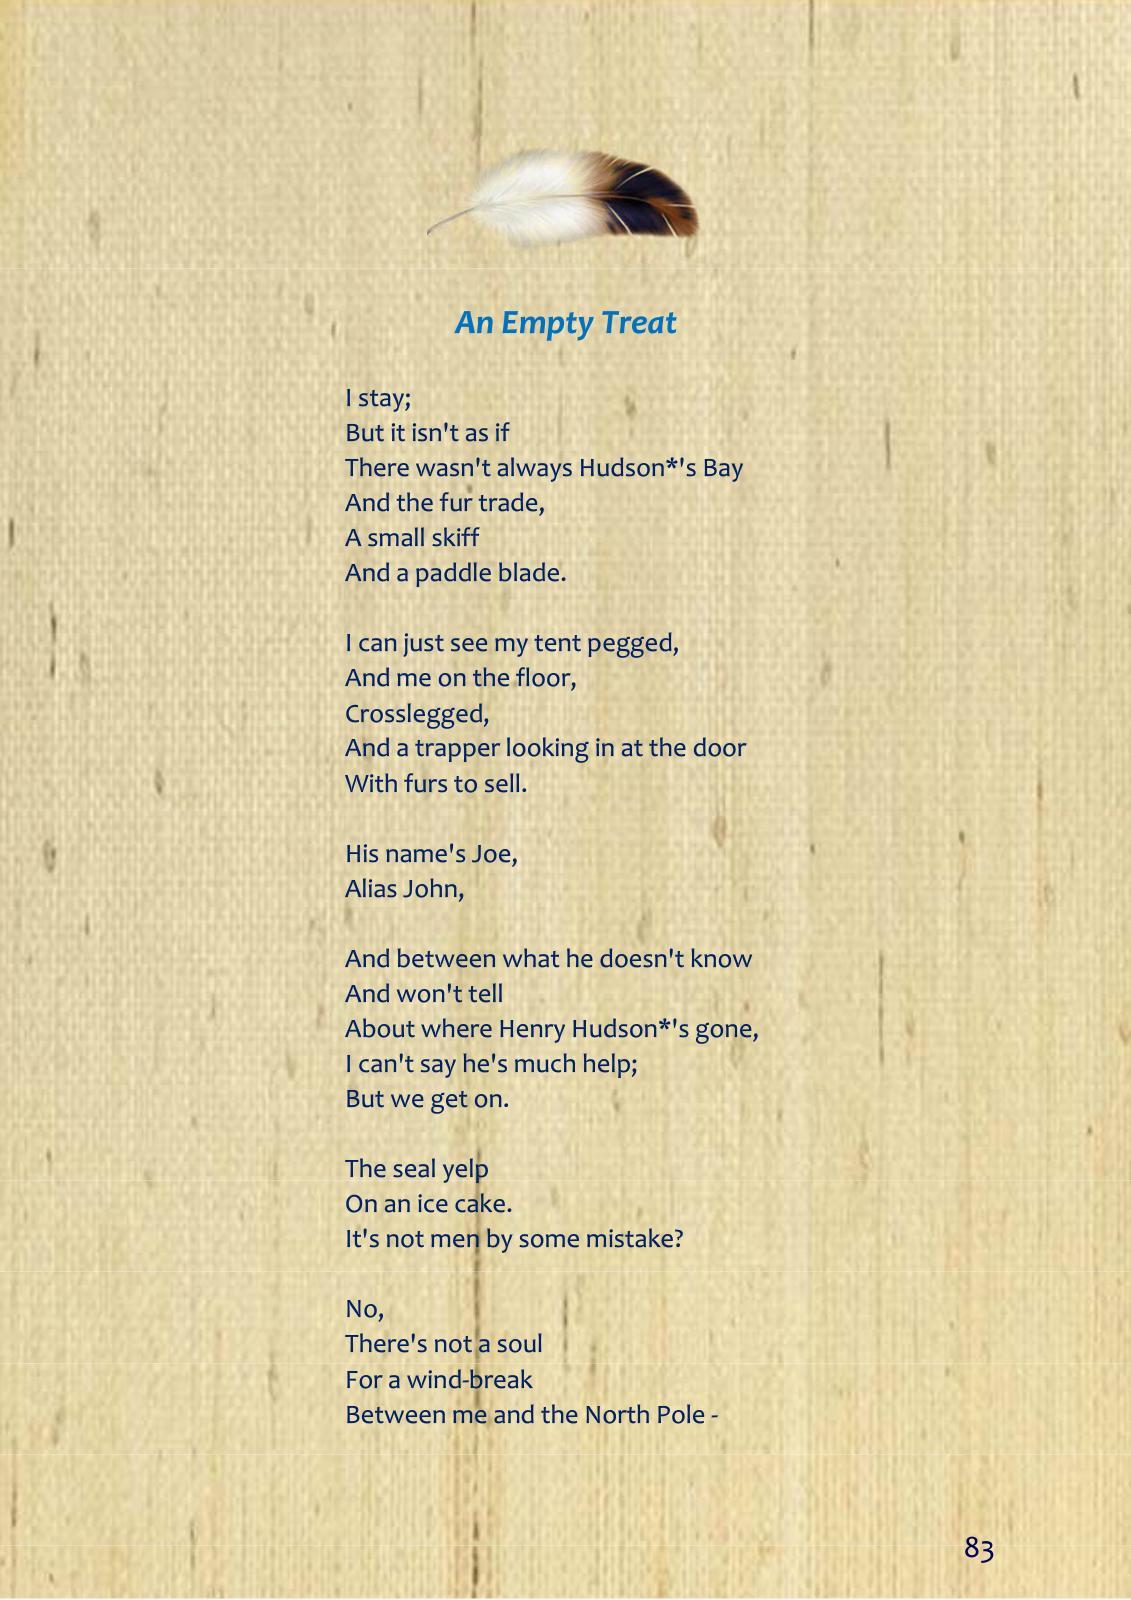 An Empty Treat
I stay;
But it isn't as if
There wasn't always Hudson*'s Bay
And the fur trade,
A small skiff
And a paddle blade.
I can just see my tent pegged,
And me on the floor,
Crosslegged,
And a trapper looking in at the door
With furs to sell.
His name's Joe,
Alias John,
And between what he doesn't know
And won't tell
About where Henry Hudson*'s gone,
I can't say he's much help;
But we get on.
The seal yelp
On an ice cake.
It's not men by some mistake?
No,
There's not a soul
For a wind-break
Between me and the North Pole -
83